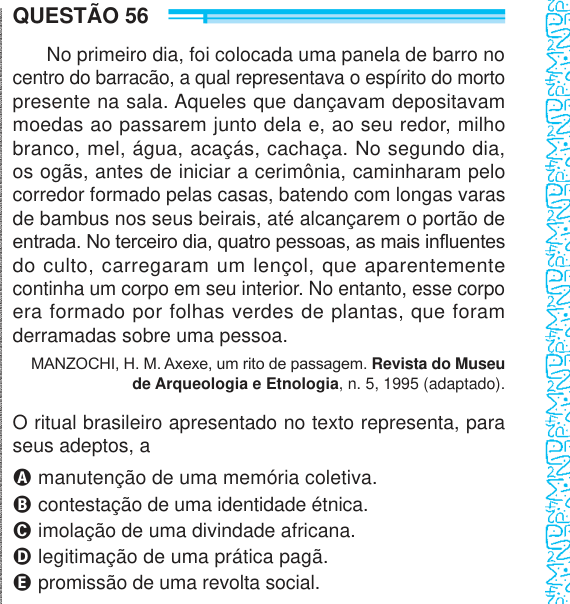 QUESTÃO 56
No primeiro dia, foi colocada uma panela de barro no
centro do barracão, a qual representava o espírito do morto
presente na sala. Aqueles que dançavam depositavam
moedas ao passarem junto dela e, ao seu redor, milho
branco, mel, água, acaçás, cachaça. No segundo dia,
os ogãs, antes de iniciar a cerimônia, caminharam pelo
corredor formado pelas casas, batendo com longas varas
de bambus nos seus beirais, até alcançarem o portão de
entrada. No terceiro dia, quatro pessoas, as mais influentes
do culto, carregaram um lençol, que aparentemente
continha um corpo em seu interior. No entanto, esse corpo
era formado por folhas verdes de plantas, que foram
derramadas sobre uma pessoa.
MANZOCHI, H. M. Axexe, um rito de passagem. Revista do Museu
de Arqueologia e Etnologia, n. 5, 1995 (adaptado).
O ritual brasileiro apresentado no texto representa, para
seus adeptos, a
A manutenção de uma memória coletiva.
B contestação de uma identidade étnica.
C imolação de uma divindade africana.
D legitimação de uma prática pagã.
E promissão de uma revolta social.